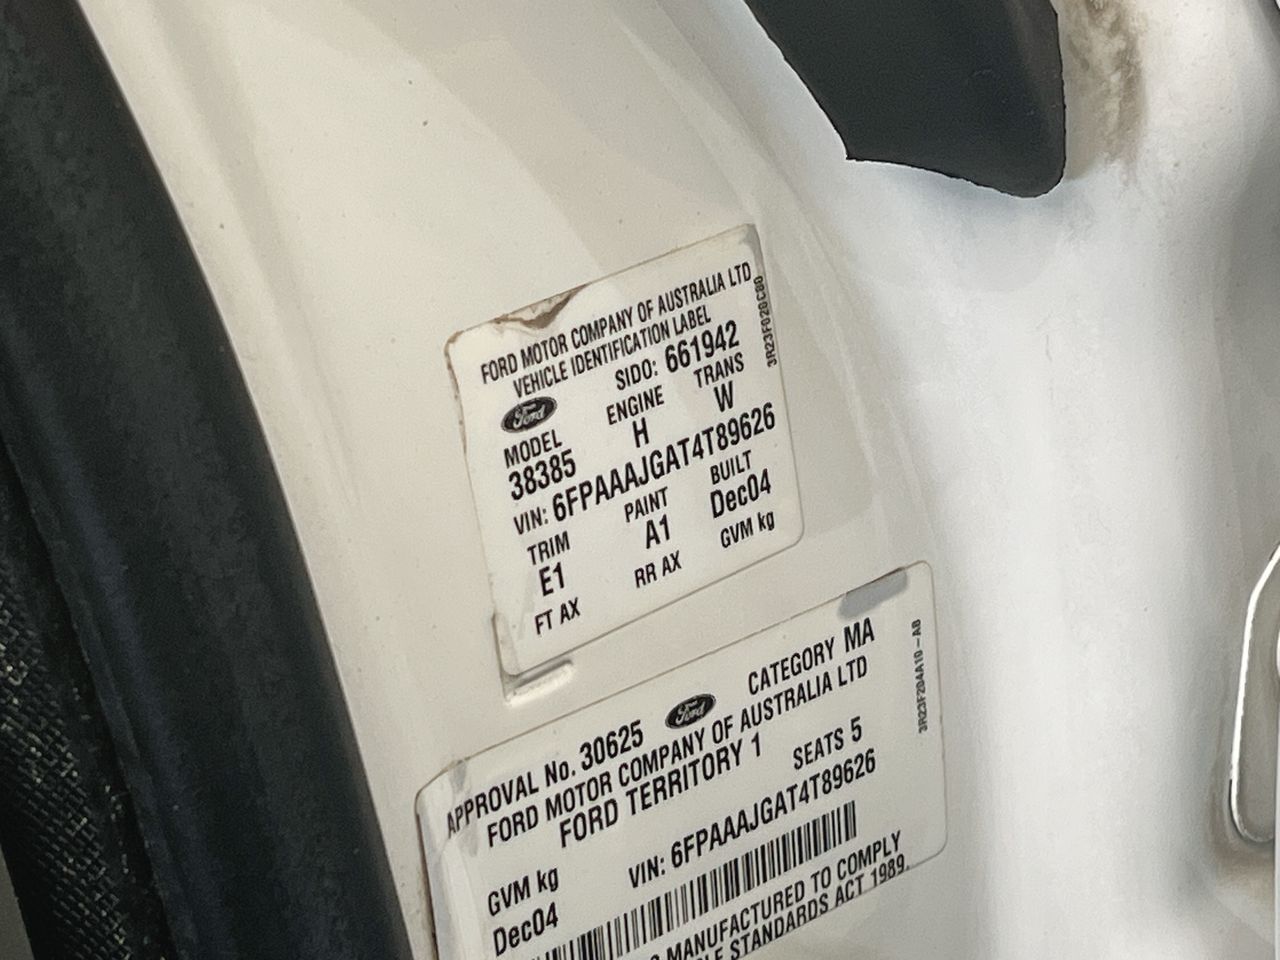 FORD MOTOR COMPANY OF AUSTRALIA LTD
VEHICLE IDENTIFICATION LABEL
Ford SIDO: 661942
MODEL ENGINE TRANS
38385 H W
VIN: 6FPAAAJGAT4T89626
TRIM PAINT BUILT
E1 A1 Dec04
FT AX RR AX GVM kg
3R23F020C80
APPROVAL No. 30625 Ford CATEGORY MA
FORD MOTOR COMPANY OF AUSTRALIA LTD
FORD TERRITORY 1 SEATS 5
GVM kg VIN: 6FPAAAJGAT4T89626
Dec04
MANUFACTURED TO COMPLY
STANDARDS ACT 1989.
3R23F204A10-AB